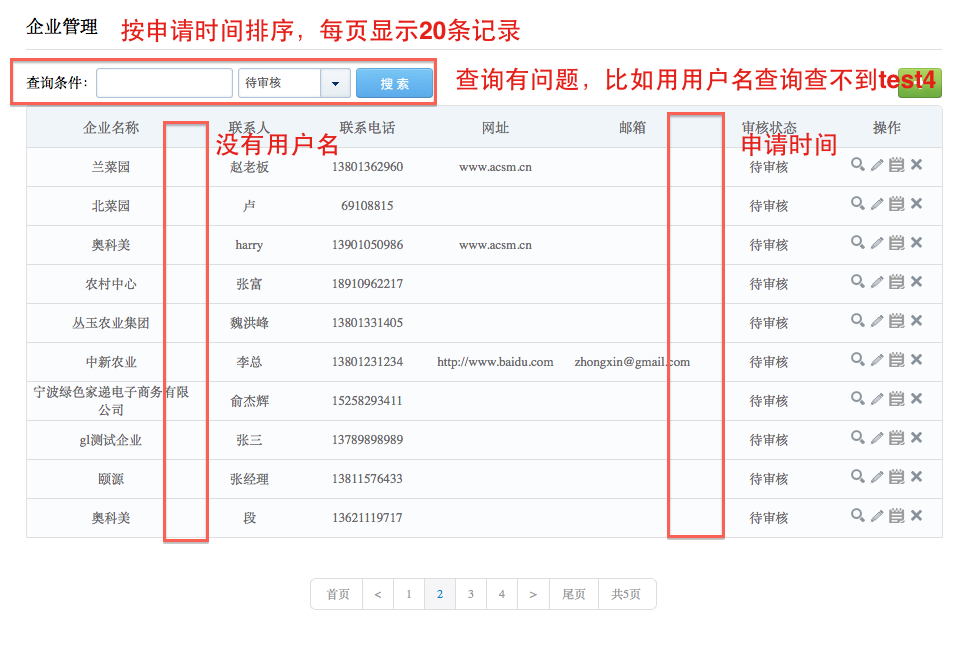 企业管理 按申请时间排序，每页显示20条记录
查询条件： 待审核 搜 索 查询有问题，比如用用户名查询查不到test4
企业名称 联系人 联系电话 网址 邮箱 审核状态 操作
没有用户名 申请时间
兰菜园 赵老板 13801362960 www.acsm.cn 待审核
北菜园 卢 69108815 待审核
奥科美 harry 13901050986 www.acsm.cn 待审核
农村中心 张富 18910962217 待审核
丛玉农业集团 魏洪峰 13801331405 待审核
中新农业 李总 13801231234 http://www.baidu.com zhongxin@gmail.com 待审核
宁波绿色家递电子商务有限
公司 俞杰辉 15258293411 待审核
gl测试企业 张三 13789898989 待审核
颐源 张经理 13811576433 待审核
奥科美 段 13621119717 待审核
首页 < 1 2 3 4 > 尾页 共5页